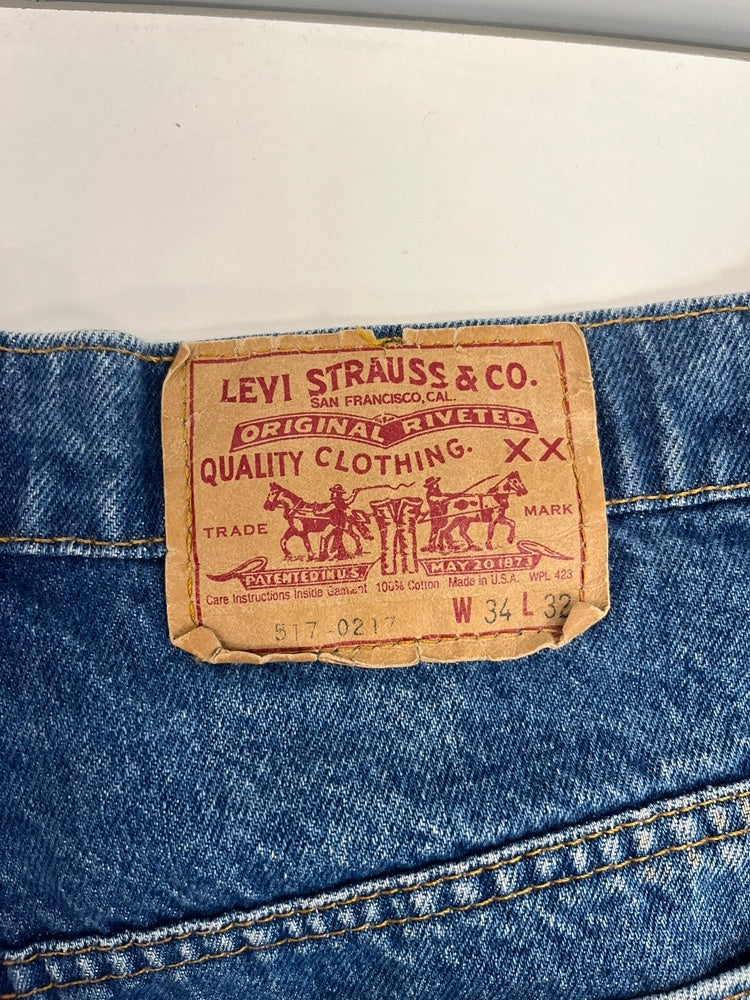 LEVI STRAUSS & CO.
SAN FRANCISCO, CAL.
ORIGINAL RIVETED
QUALITY CLOTHING. XX
TRADE MARK
PATENTED IN U.S. MAY 20 1873
Care Instructions Inside Garment 100% Cotton Made in U.S.A. WPL 423
517-0217 W 34 L 32